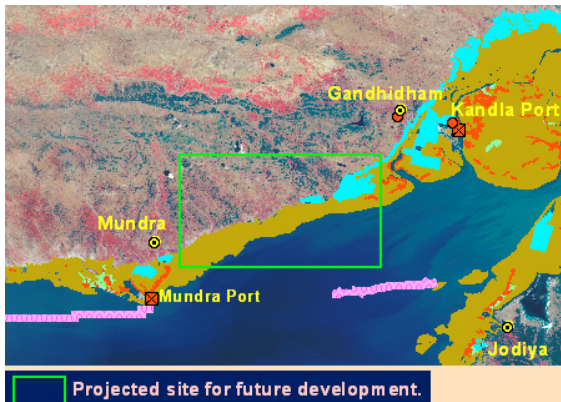 Gandhidham
Kandla Port
Mundra
Mundra Port
Jodiya
Projected site for future development.